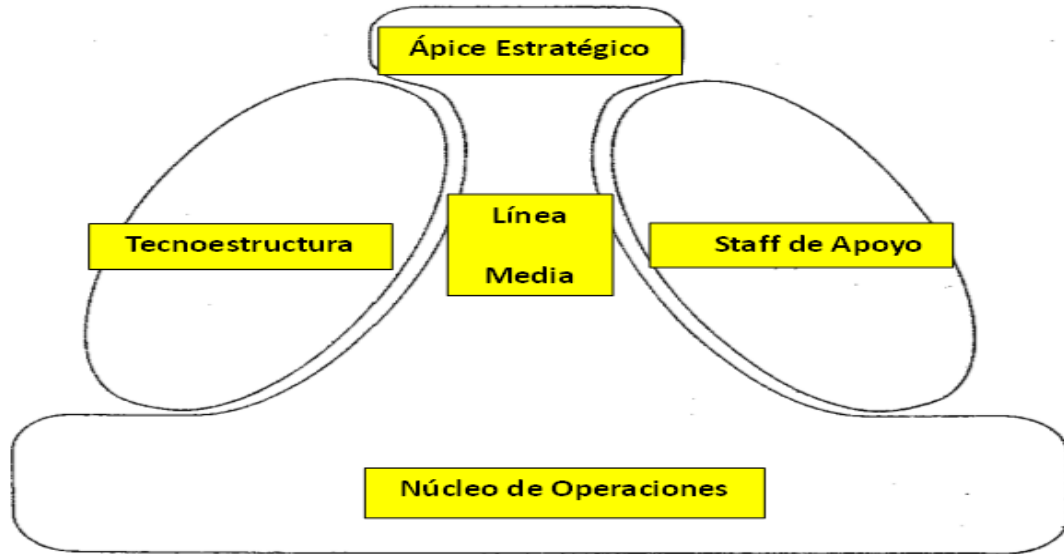 Ápice Estratégico
Tecnoestructura
Línea
Media
Staff de Apoyo
Núcleo de Operaciones